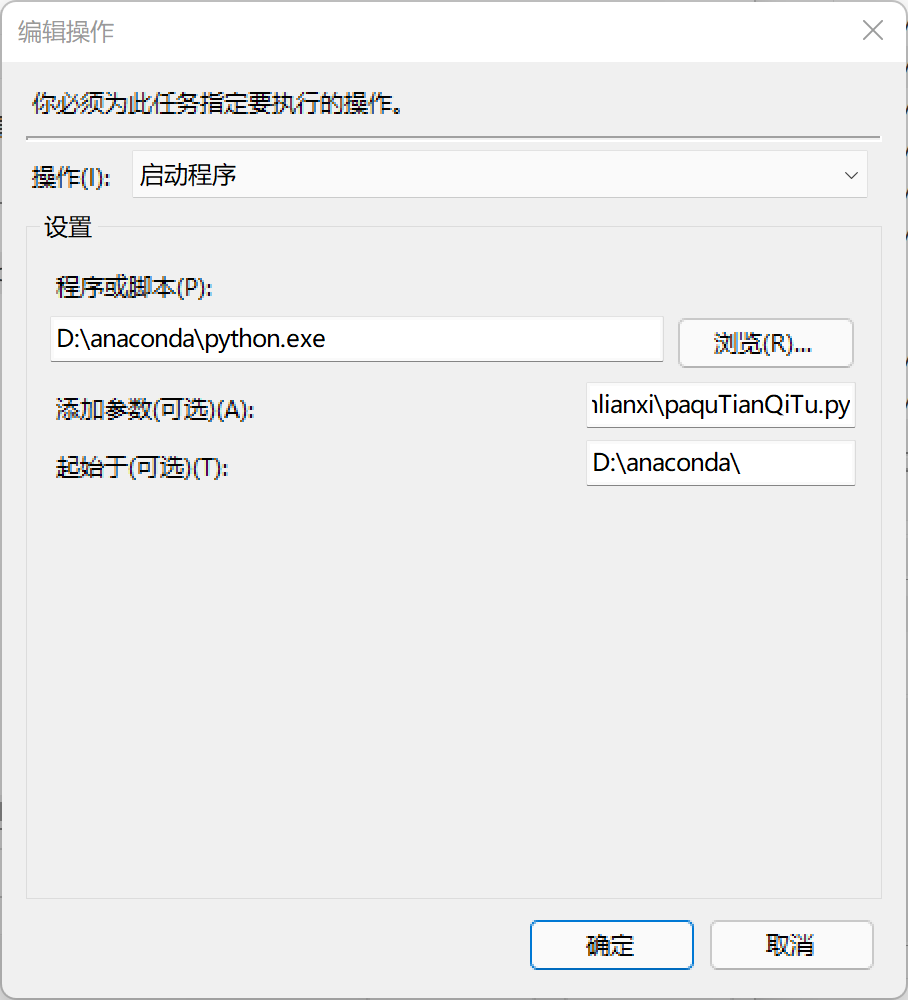 编辑操作
你必须为此任务指定要执行的操作。
操作(I): 启动程序
设置
程序或脚本(P):
D:\anaconda\python.exe 浏览(R)...
添加参数(可选)(A): lianxi\paquTianQiTu.py
起始于(可选)(T): D:\anaconda\
确定 取消